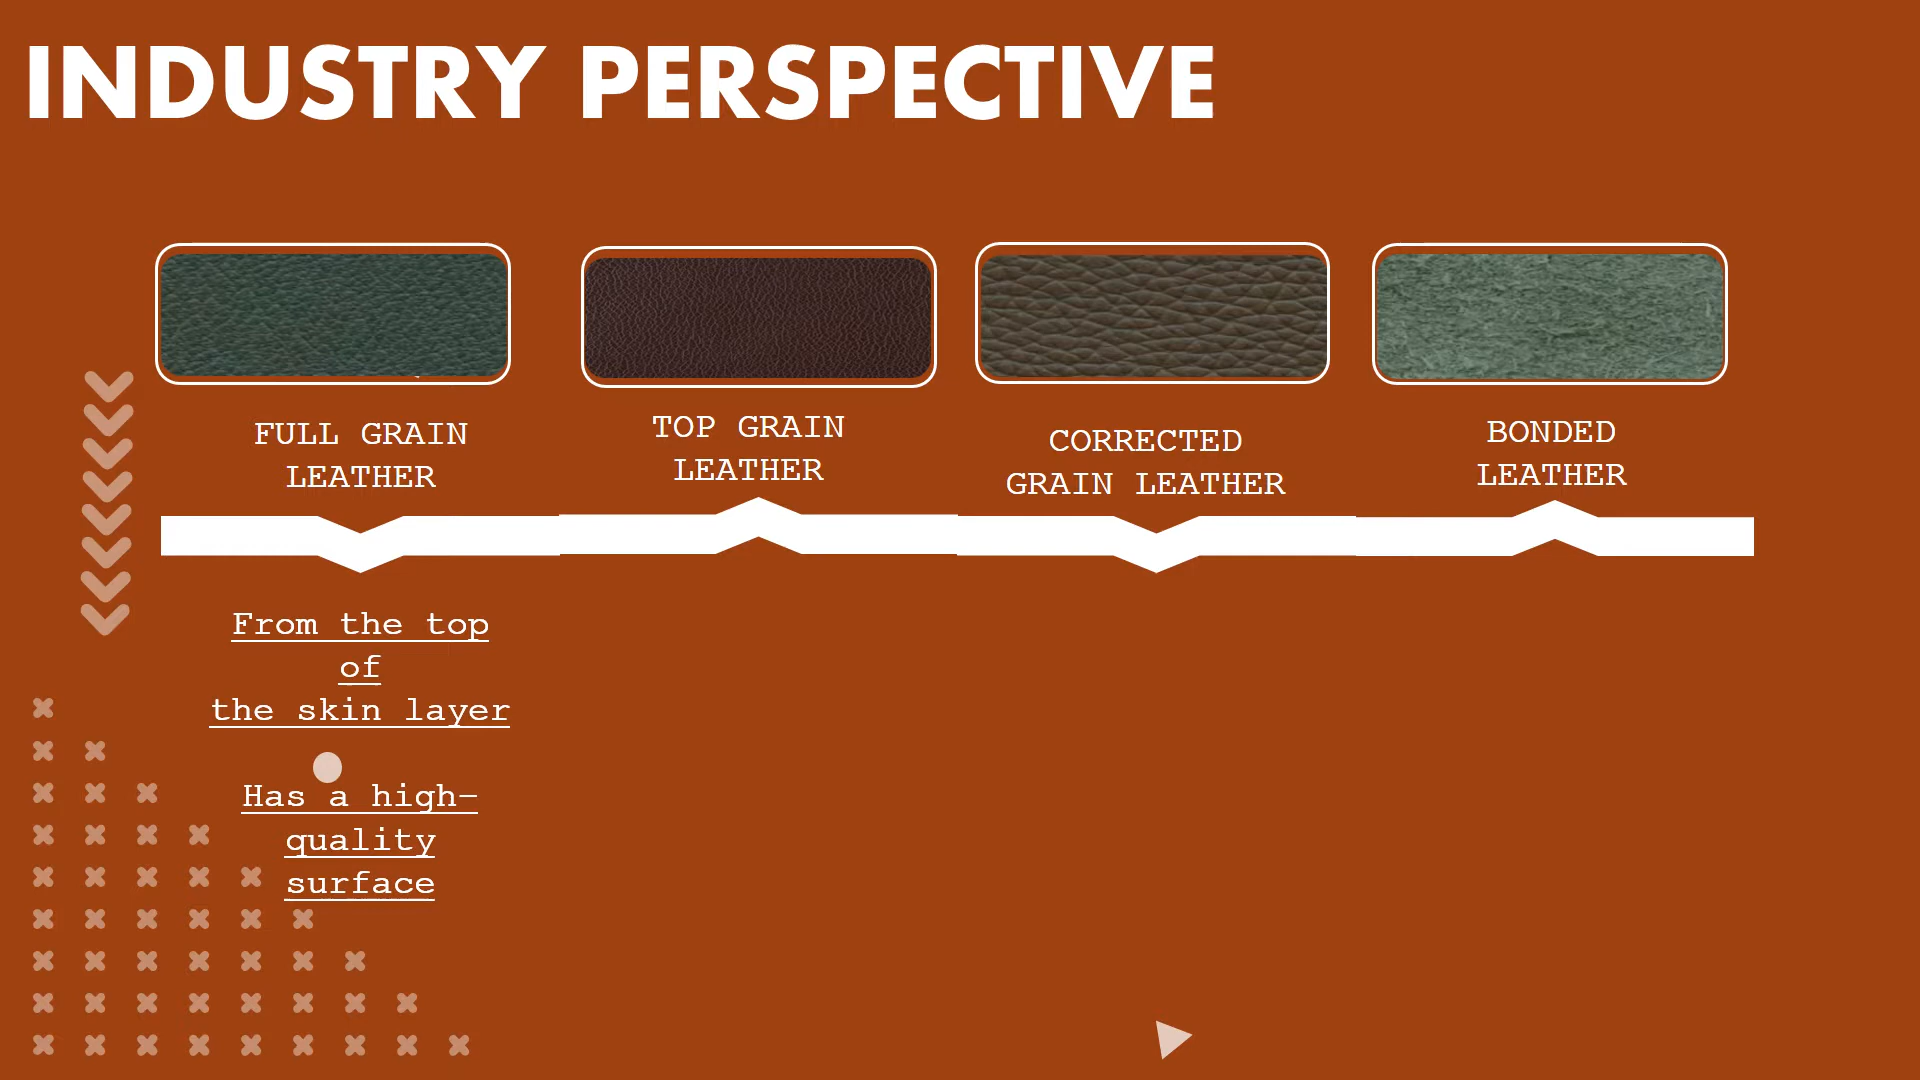 INDUSTRY PERSPECTIVE
FULL GRAIN
LEATHER
TOP GRAIN
LEATHER
CORRECTED
GRAIN LEATHER
BONDED
LEATHER
From the top
of
the skin layer
Has a high-
quality
surface